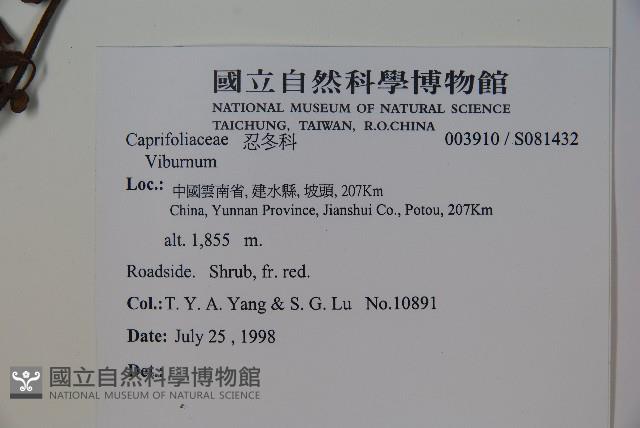 國立自然科學博物館
NATIONAL MUSEUM OF NATURAL SCIENCE
TAICHUNG, TAIWAN, R.O.CHINA
Caprifoliaceae 忍冬科 003910 / S081432
Viburnum
Loc.: 中國雲南省, 建水縣, 坡頭, 207Km
China, Yunnan Province, Jianshui Co., Potou, 207Km
alt. 1,855 m.
Roadside. Shrub, fr. red.
Col.: T. Y. A. Yang & S. G. Lu No.10891
Date: July 25 , 1998
Det.:
國立自然科學博物館
NATIONAL MUSEUM OF NATURAL SCIENCE